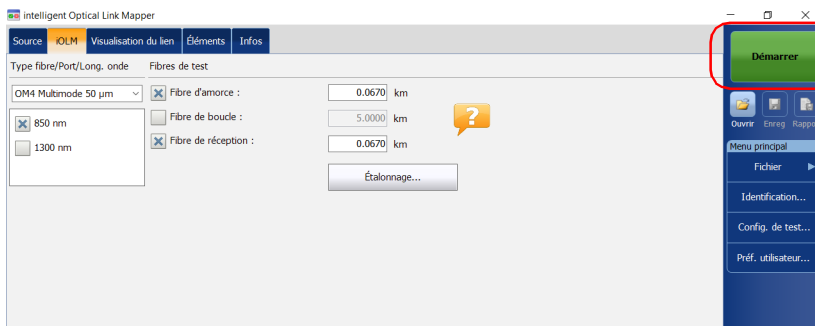 intelligent Optical Link Mapper
Source iOLM Visualisation du lien Éléments Infos
Démarrer
Type fibre/Port/Long. onde Fibres de test
OM4 Multimode 50 µm
Fibre d'amorce : 0.0670 km
850 nm
Fibre de boucle : 5.0000 km
1300 nm
Fibre de réception : 0.0670 km
?
Étalonnage...
Ouvrir Enreg Rappo
Menu principal
Fichier
Identification...
Config. de test...
Préf. utilisateur...